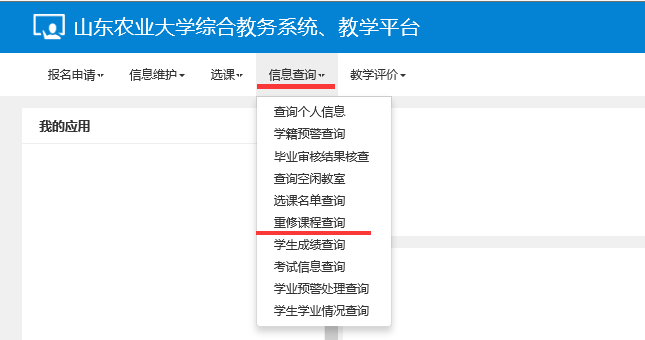 山东农业大学综合教务系统、教学平台
报名申请 信息维护 选课 信息查询 教学评价
我的应用
查询个人信息
学籍预警查询
毕业审核结果核查
查询空闲教室
选课名单查询
重修课程查询
学生成绩查询
考试信息查询
学业预警处理查询
学生学业情况查询